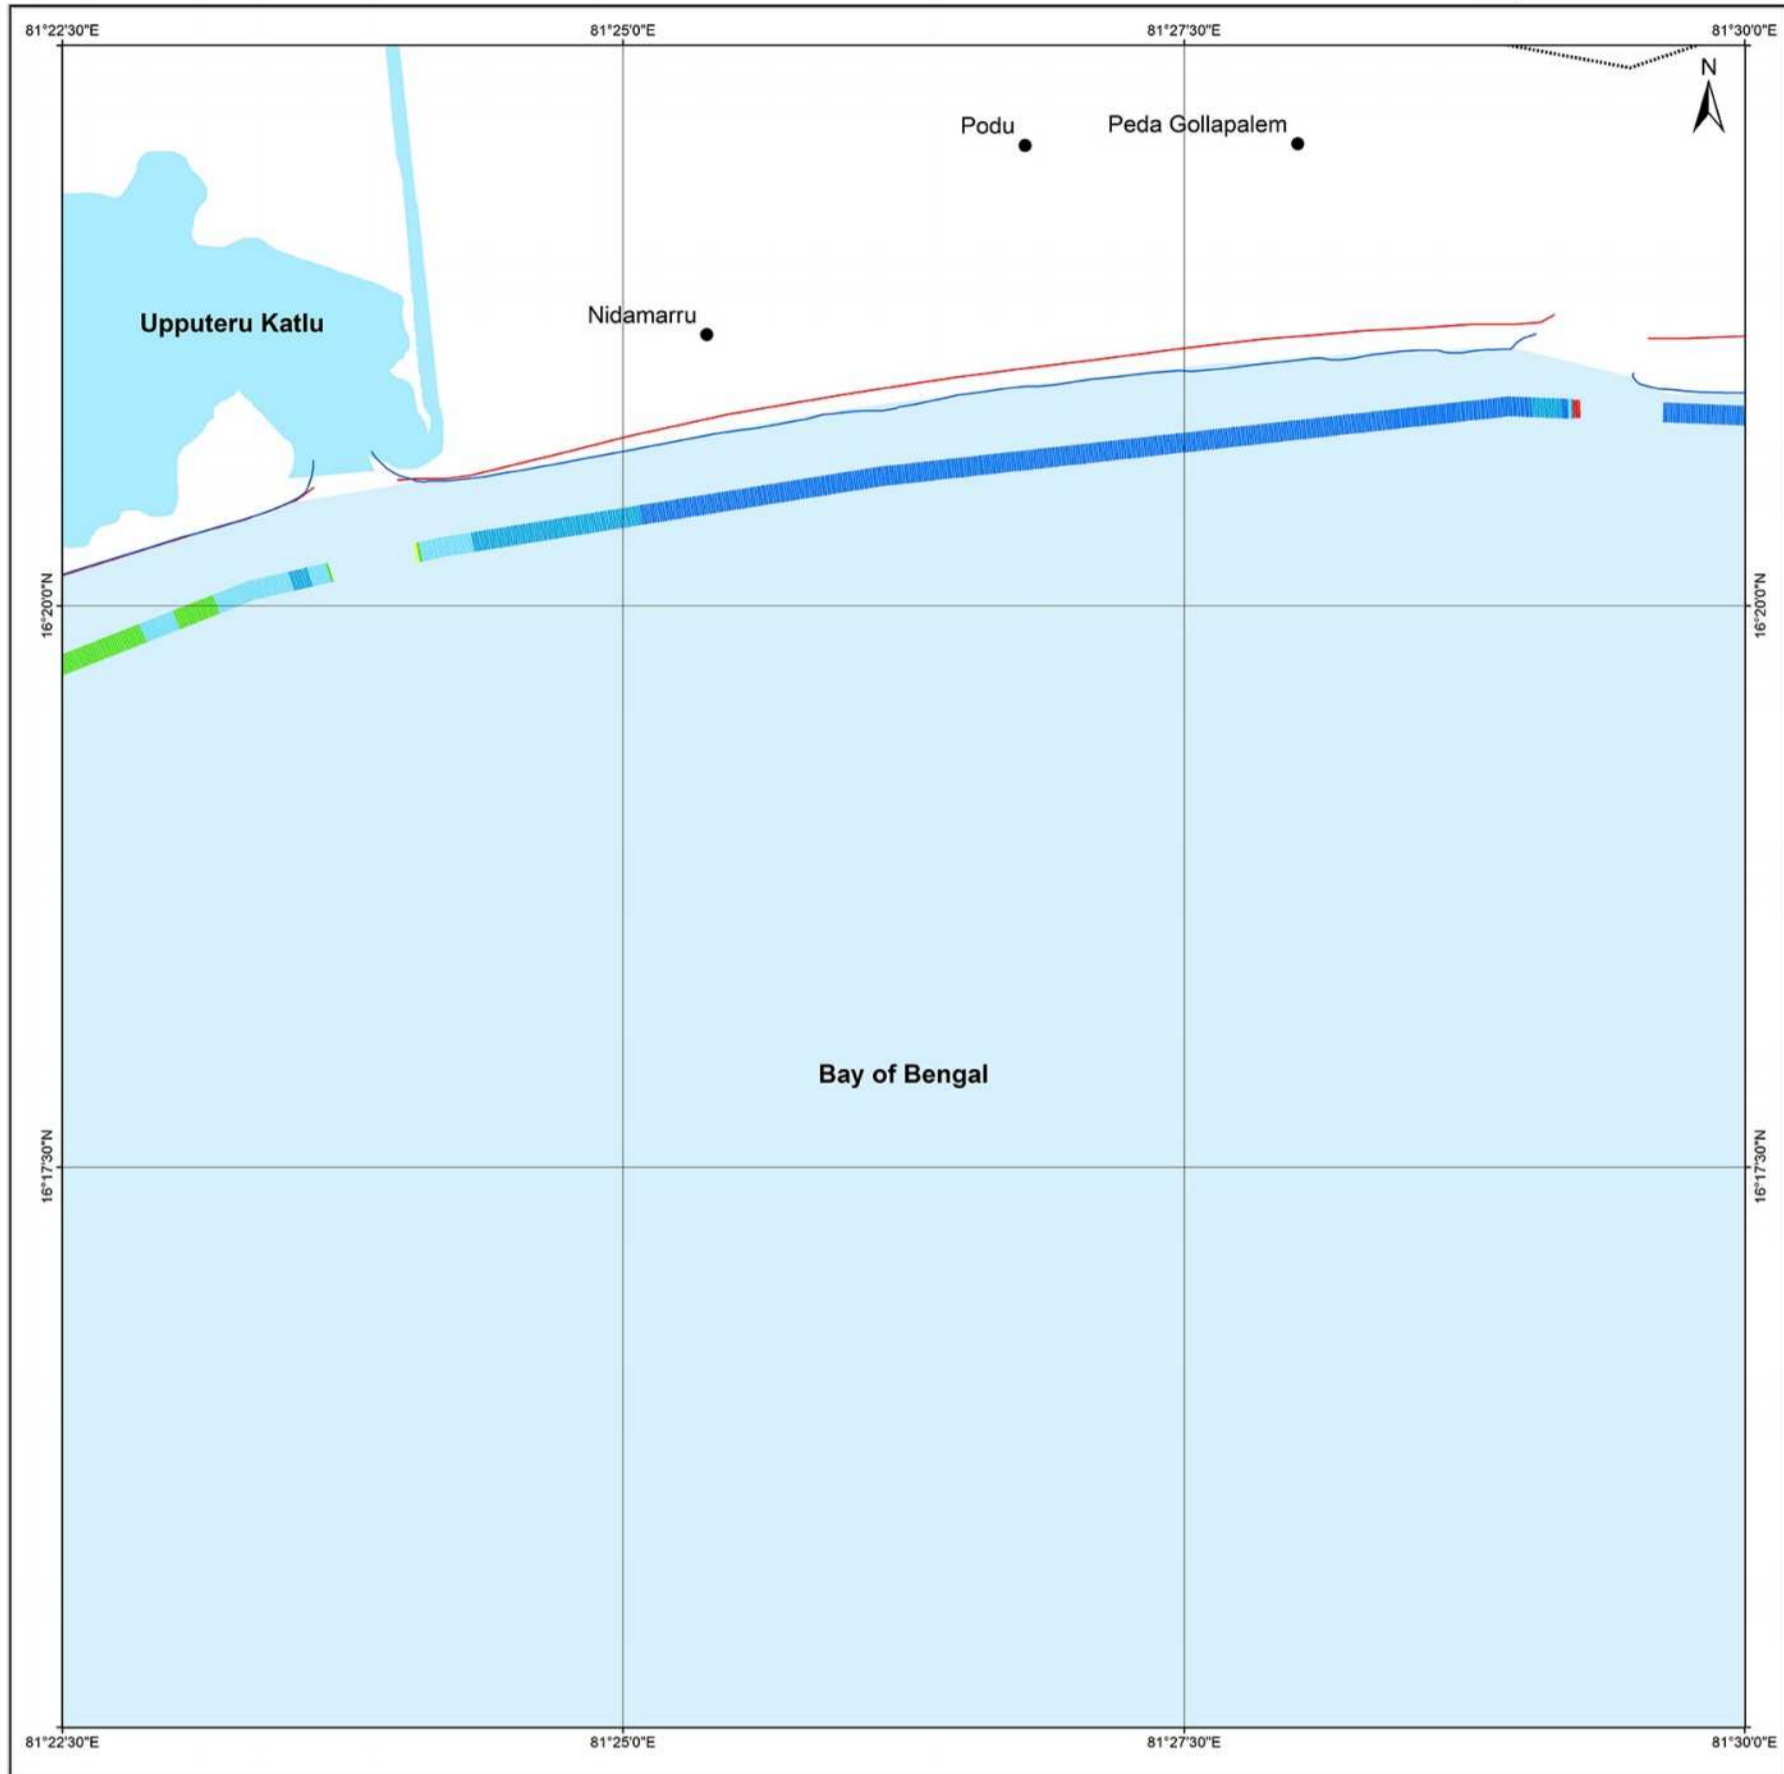 81°22'30"E 81°25'0"E 81°27'30"E 81°30'0"E
N
Podu
Peda Gollapalem
Upputeru Katlu
Nidamarru
16°20'0"N 16°20'0"N
Bay of Bengal
16°17'30"N 16°17'30"N
81°22'30"E 81°25'0"E 81°27'30"E 81°30'0"E